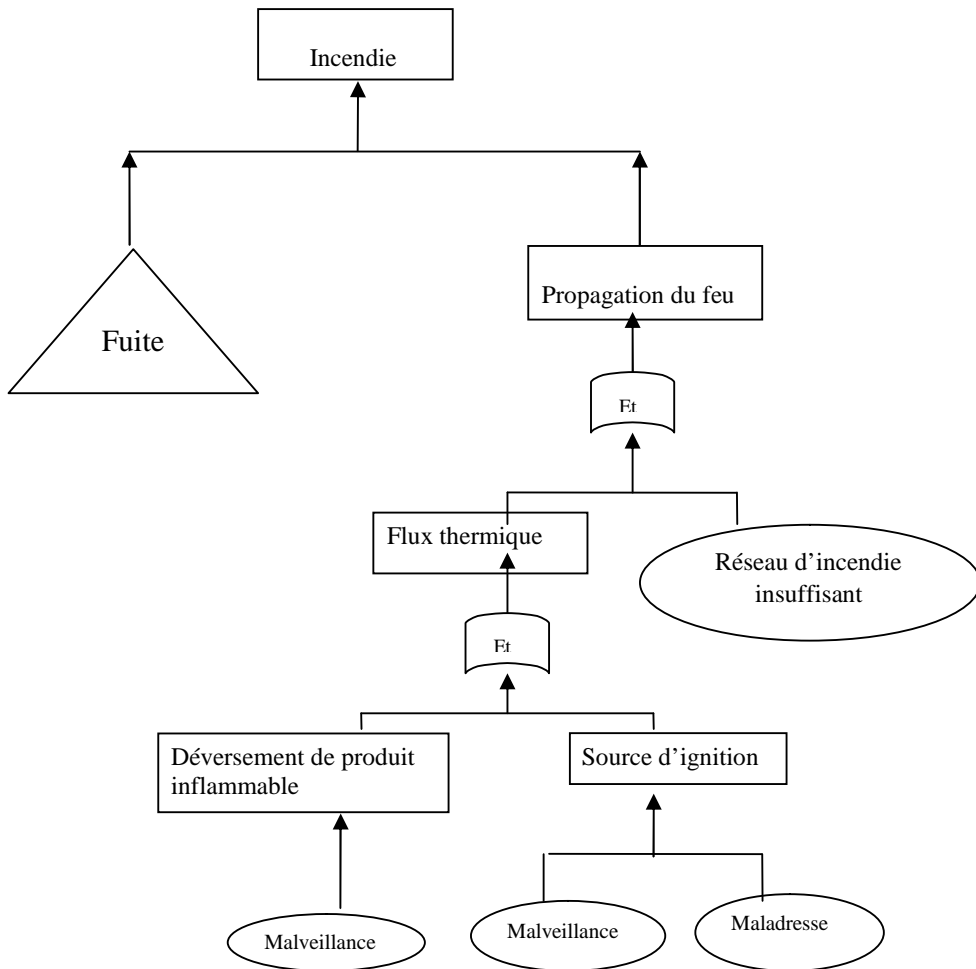 Incendie
Fuite
Propagation du feu
Et
Flux thermique
Réseau d’incendie
insuffisant
Et
Déversement de produit
inflammable
Source d’ignition
Malveillance
Malveillance
Maladresse